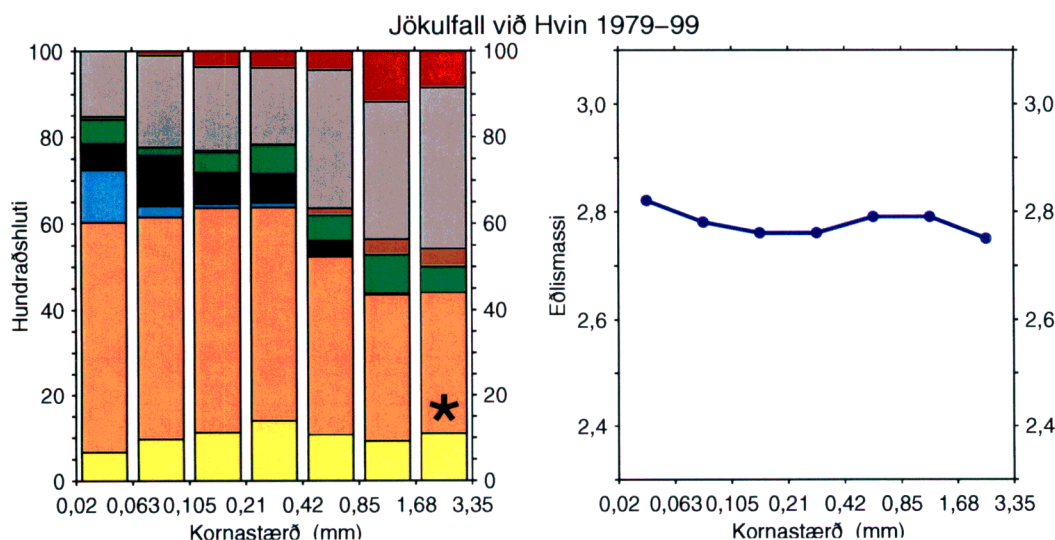 Jökulfall við Hvin 1979–99
100 100 3,0 3,0
80 80
60 60 2,8 2,8
40 40 2,6 2,6
20 20 2,4 2,4
0 0
Hundraðshluti
Eðlismassi
0,02 0,063 0,105 0,21 0,42 0,85 1,68 3,35
0,02 0,063 0,105 0,21 0,42 0,85 1,68 3,35
Kornastærð (mm)
Kornastærð (mm)
*